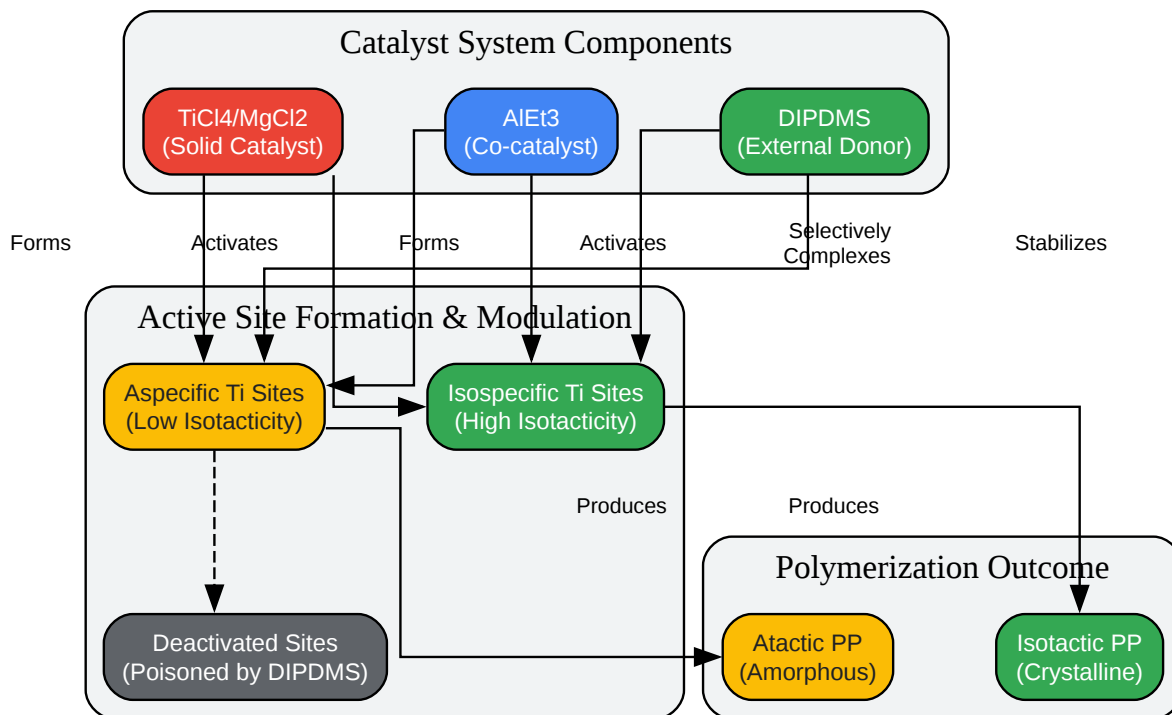 Catalyst System Components
TiCl4/MgCl2
(Solid Catalyst)
AlEt3
(Co-catalyst)
DIPDMS
(External Donor)
Forms
Activates
Forms
Activates
Selectively
Complexes
Stabilizes
Active Site Formation & Modulation
Aspecific Ti Sites
(Low Isotacticity)
Isospecific Ti Sites
(High Isotacticity)
Produces
Produces
Polymerization Outcome
Deactivated Sites
(Poisoned by DIPDMS)
Atactic PP
(Amorphous)
Isotactic PP
(Crystalline)